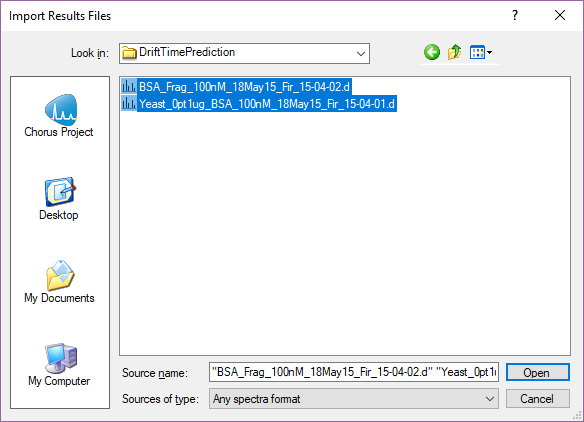 Import Results Files
Look in: DriftTimePrediction
BSA_Frag_100nM_18May15_Fir_15-04-02.d
Yeast_0pt1ug_BSA_100nM_18May15_Fir_15-04-01.d
Chorus Project
Desktop
My Documents
My Computer
Source name: "BSA_Frag_100nM_18May15_Fir_15-04-02.d" "Yeast_0pt1u Open
Sources of type: Any spectra format Cancel